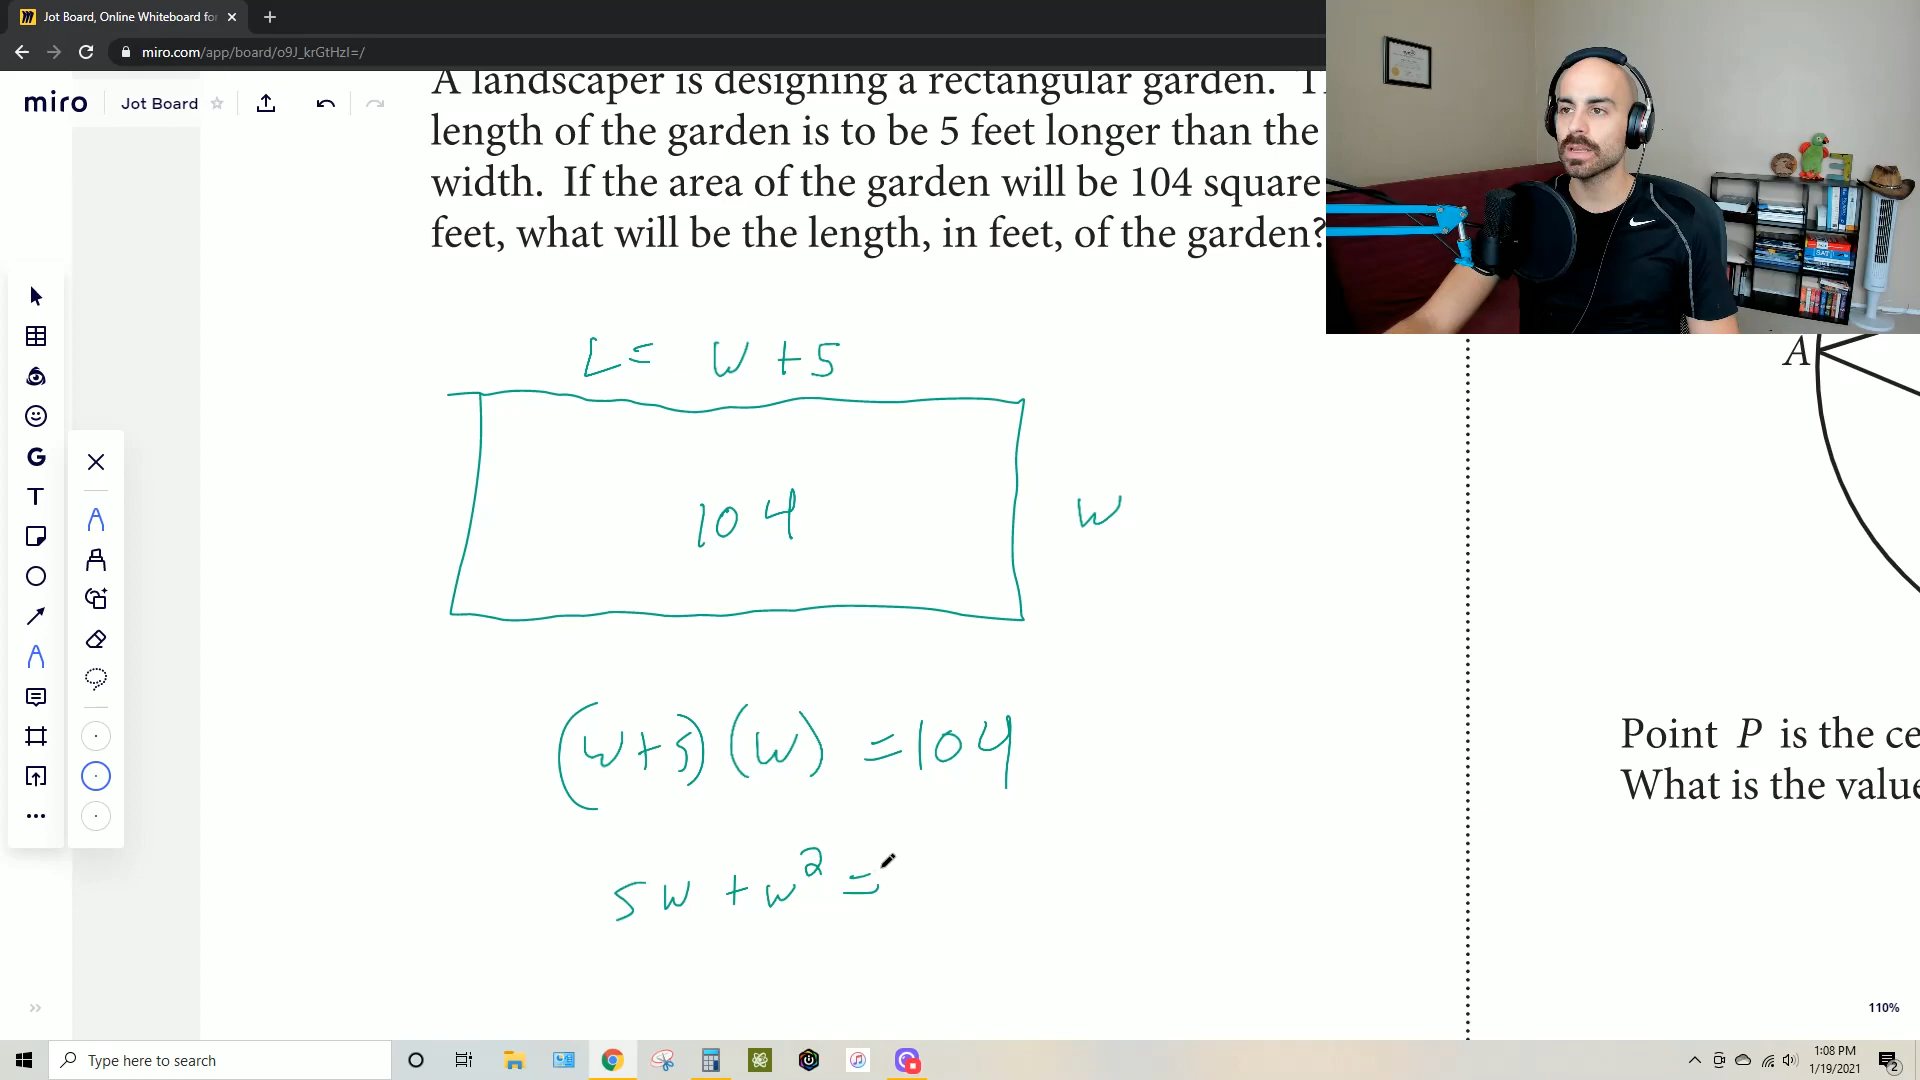 Jot Board, Online Whiteboard for
miro.com/app/board/o9J_krGtHzI=/
miro
Jot Board
A landscaper is designing a rectangular garden. T
length of the garden is to be 5 feet longer than the
width. If the area of the garden will be 104 square
feet, what will be the length, in feet, of the garden?
L = W + 5
104
W
(W+5)(W) = 104
5W + W² =
A
Point P is the ce
What is the value
SAT
110%
Type here to search
1:08 PM
1/19/2021
2